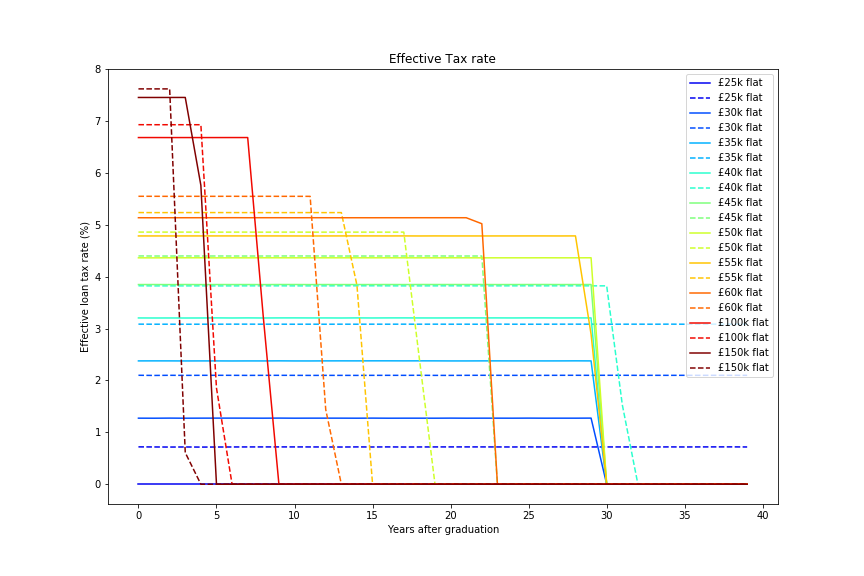 Effective Tax rate
8
7
6
5
4
3
2
1
0
Effective loan tax rate (%)
£25k flat
£25k flat
£30k flat
£30k flat
£35k flat
£35k flat
£40k flat
£40k flat
£45k flat
£45k flat
£50k flat
£50k flat
£55k flat
£55k flat
£60k flat
£60k flat
£100k flat
£100k flat
£150k flat
£150k flat
0 5 10 15 20 25 30 35 40
Years after graduation